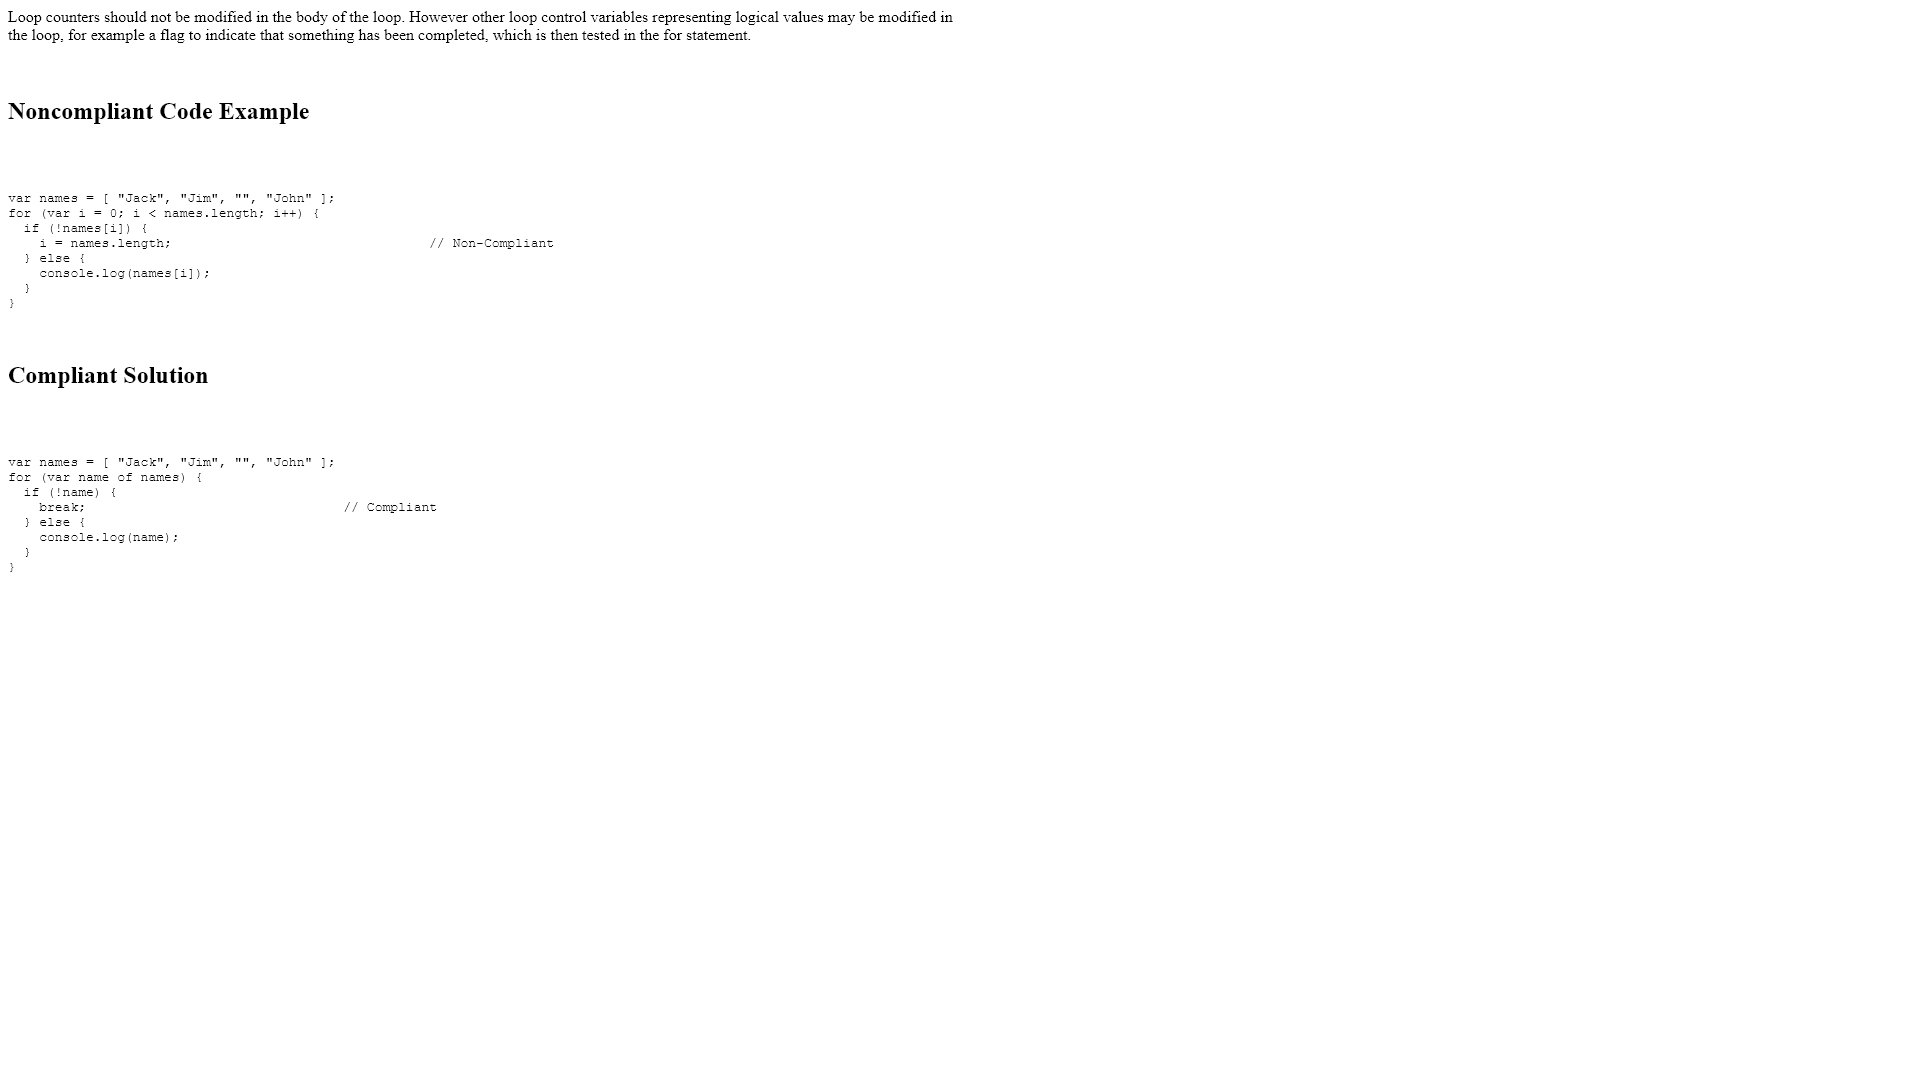 Loop counters should not be modified in the body of the loop. However other loop control variables representing logical values may be modified in
the loop, for example a flag to indicate that something has been completed, which is then tested in the for statement.
Noncompliant Code Example
var names = [ "Jack", "Jim", "", "John" ];
for (var i = 0; i < names.length; i++) {
  if (!names[i]) {
    i = names.length;                                 // Non-Compliant
  } else {
    console.log(names[i]);
  }
}
Compliant Solution
var names = [ "Jack", "Jim", "", "John" ];
for (var name of names) {
  if (!name) {
    break;                                 // Compliant
  } else {
    console.log(name);
  }
}